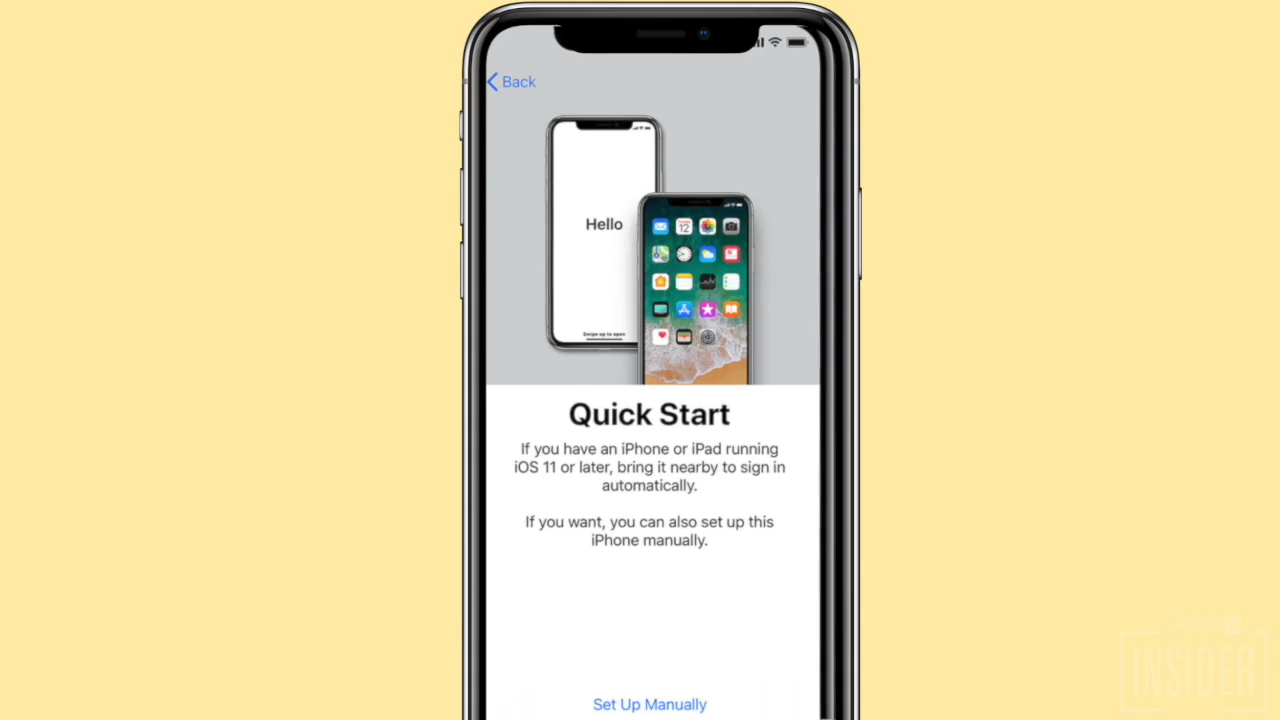 Back
Hello
12
Swipe up to open
Quick Start
If you have an iPhone or iPad running
iOS 11 or later, bring it nearby to sign in
automatically.
If you want, you can also set up this
iPhone manually.
Set Up Manually
INSIDER